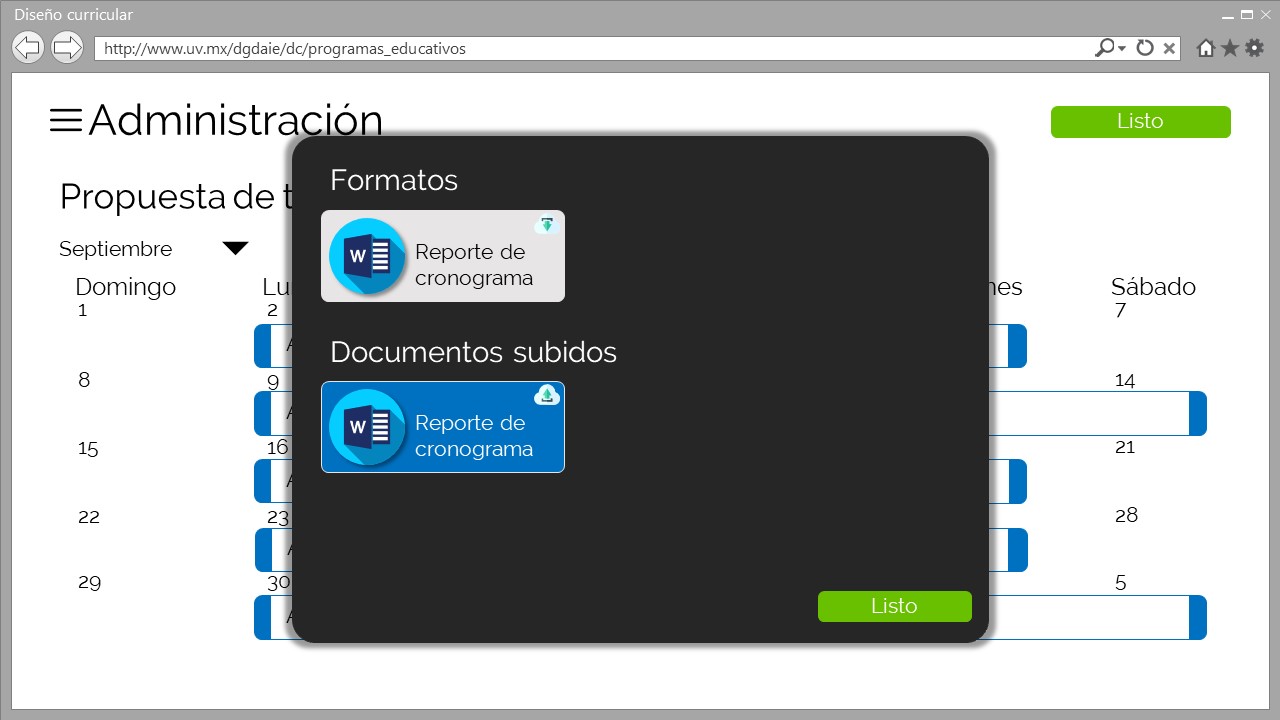 Diseño curricular
http://www.uv.mx/dgdaie/dc/programas_educativos
Administración
Listo
Propuesta de
Septiembre
Domingo
Sábado
1
2
7
8
9
14
15
16
21
22
23
28
29
30
5
Formatos
W
Reporte de
cronograma
Documentos subidos
W
Reporte de
cronograma
Listo